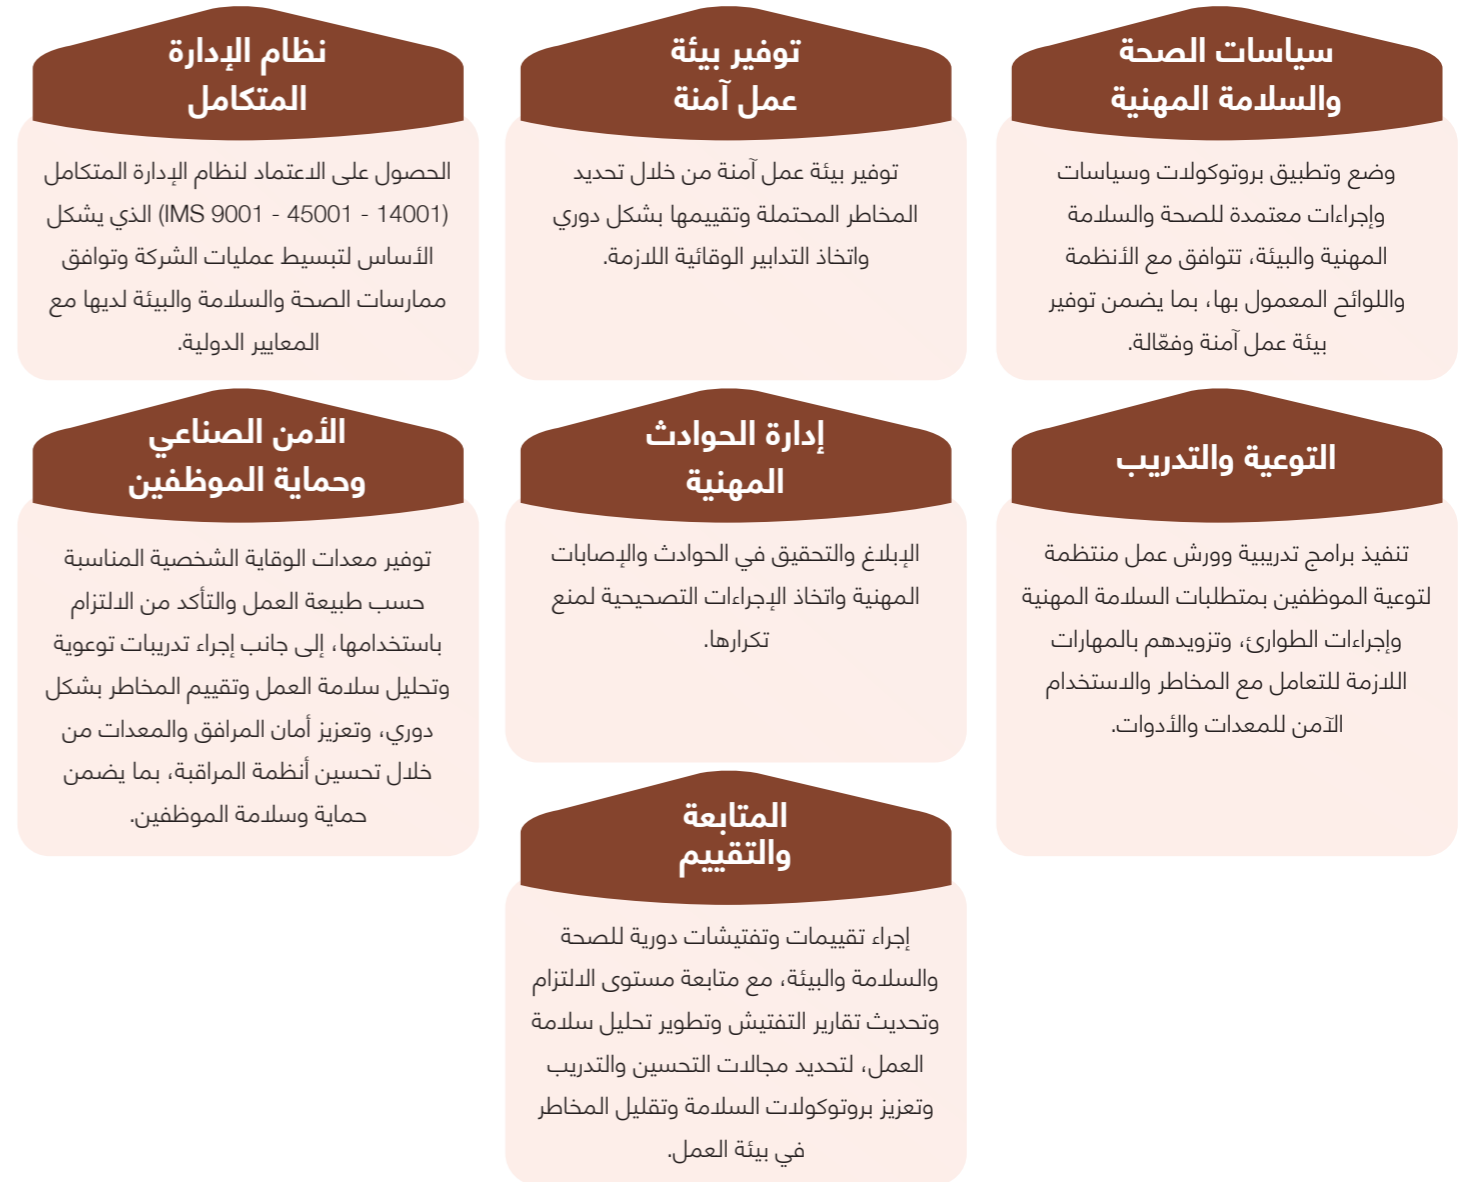 سياسات الصحة
والسلامة المهنية
وضع وتطبيق بروتوكولات وسياسات
وإجراءات معتمدة للصحة والسلامة
المهنية والبيئة، تتوافق مع الأنظمة
واللوائح المعمول بها، بما يضمن توفير
بيئة عمل آمنة وفعّالة.
توفير بيئة
عمل آمنة
توفير بيئة عمل آمنة من خلال تحديد
المخاطر المحتملة وتقييمها بشكل دوري
واتخاذ التدابير الوقائية اللازمة.
نظام الإدارة
المتكامل
الحصول على الاعتماد لنظام الإدارة المتكامل
(IMS 9001 - 45001 - 14001) الذي يشكل
الأساس لتبسيط عمليات الشركة وتوافق
ممارسات الصحة والسلامة والبيئة لديها مع
المعايير الدولية.
التوعية والتدريب
تنفيذ برامج تدريبية وورش عمل منتظمة
لتوعية الموظفين بمتطلبات السلامة المهنية
وإجراءات الطوارئ، وتزويدهم بالمهارات
اللازمة للتعامل مع المخاطر والاستخدام
الآمن للمعدات والأدوات.
إدارة الحوادث
المهنية
الإبلاغ والتحقيق في الحوادث والإصابات
المهنية واتخاذ الإجراءات التصحيحية لمنع
تكرارها.
الأمن الصناعي
وحماية الموظفين
توفير معدات الوقاية الشخصية المناسبة
حسب طبيعة العمل والتأكد من الالتزام
باستخدامها، إلى جانب إجراء تدريبات توعوية
وتحليل سلامة العمل وتقييم المخاطر بشكل
دوري، وتعزيز أمان المرافق والمعدات من
خلال تحسين أنظمة المراقبة، بما يضمن
حماية وسلامة الموظفين.
المتابعة
والتقييم
إجراء تقييمات وتفتيشات دورية للصحة
والسلامة والبيئة، مع متابعة مستوى الالتزام
وتحديث تقارير التفتيش وتطوير تحليل سلامة
العمل، لتحديد مجالات التحسين والتدريب
وتعزيز بروتوكولات السلامة وتقليل المخاطر
في بيئة العمل.